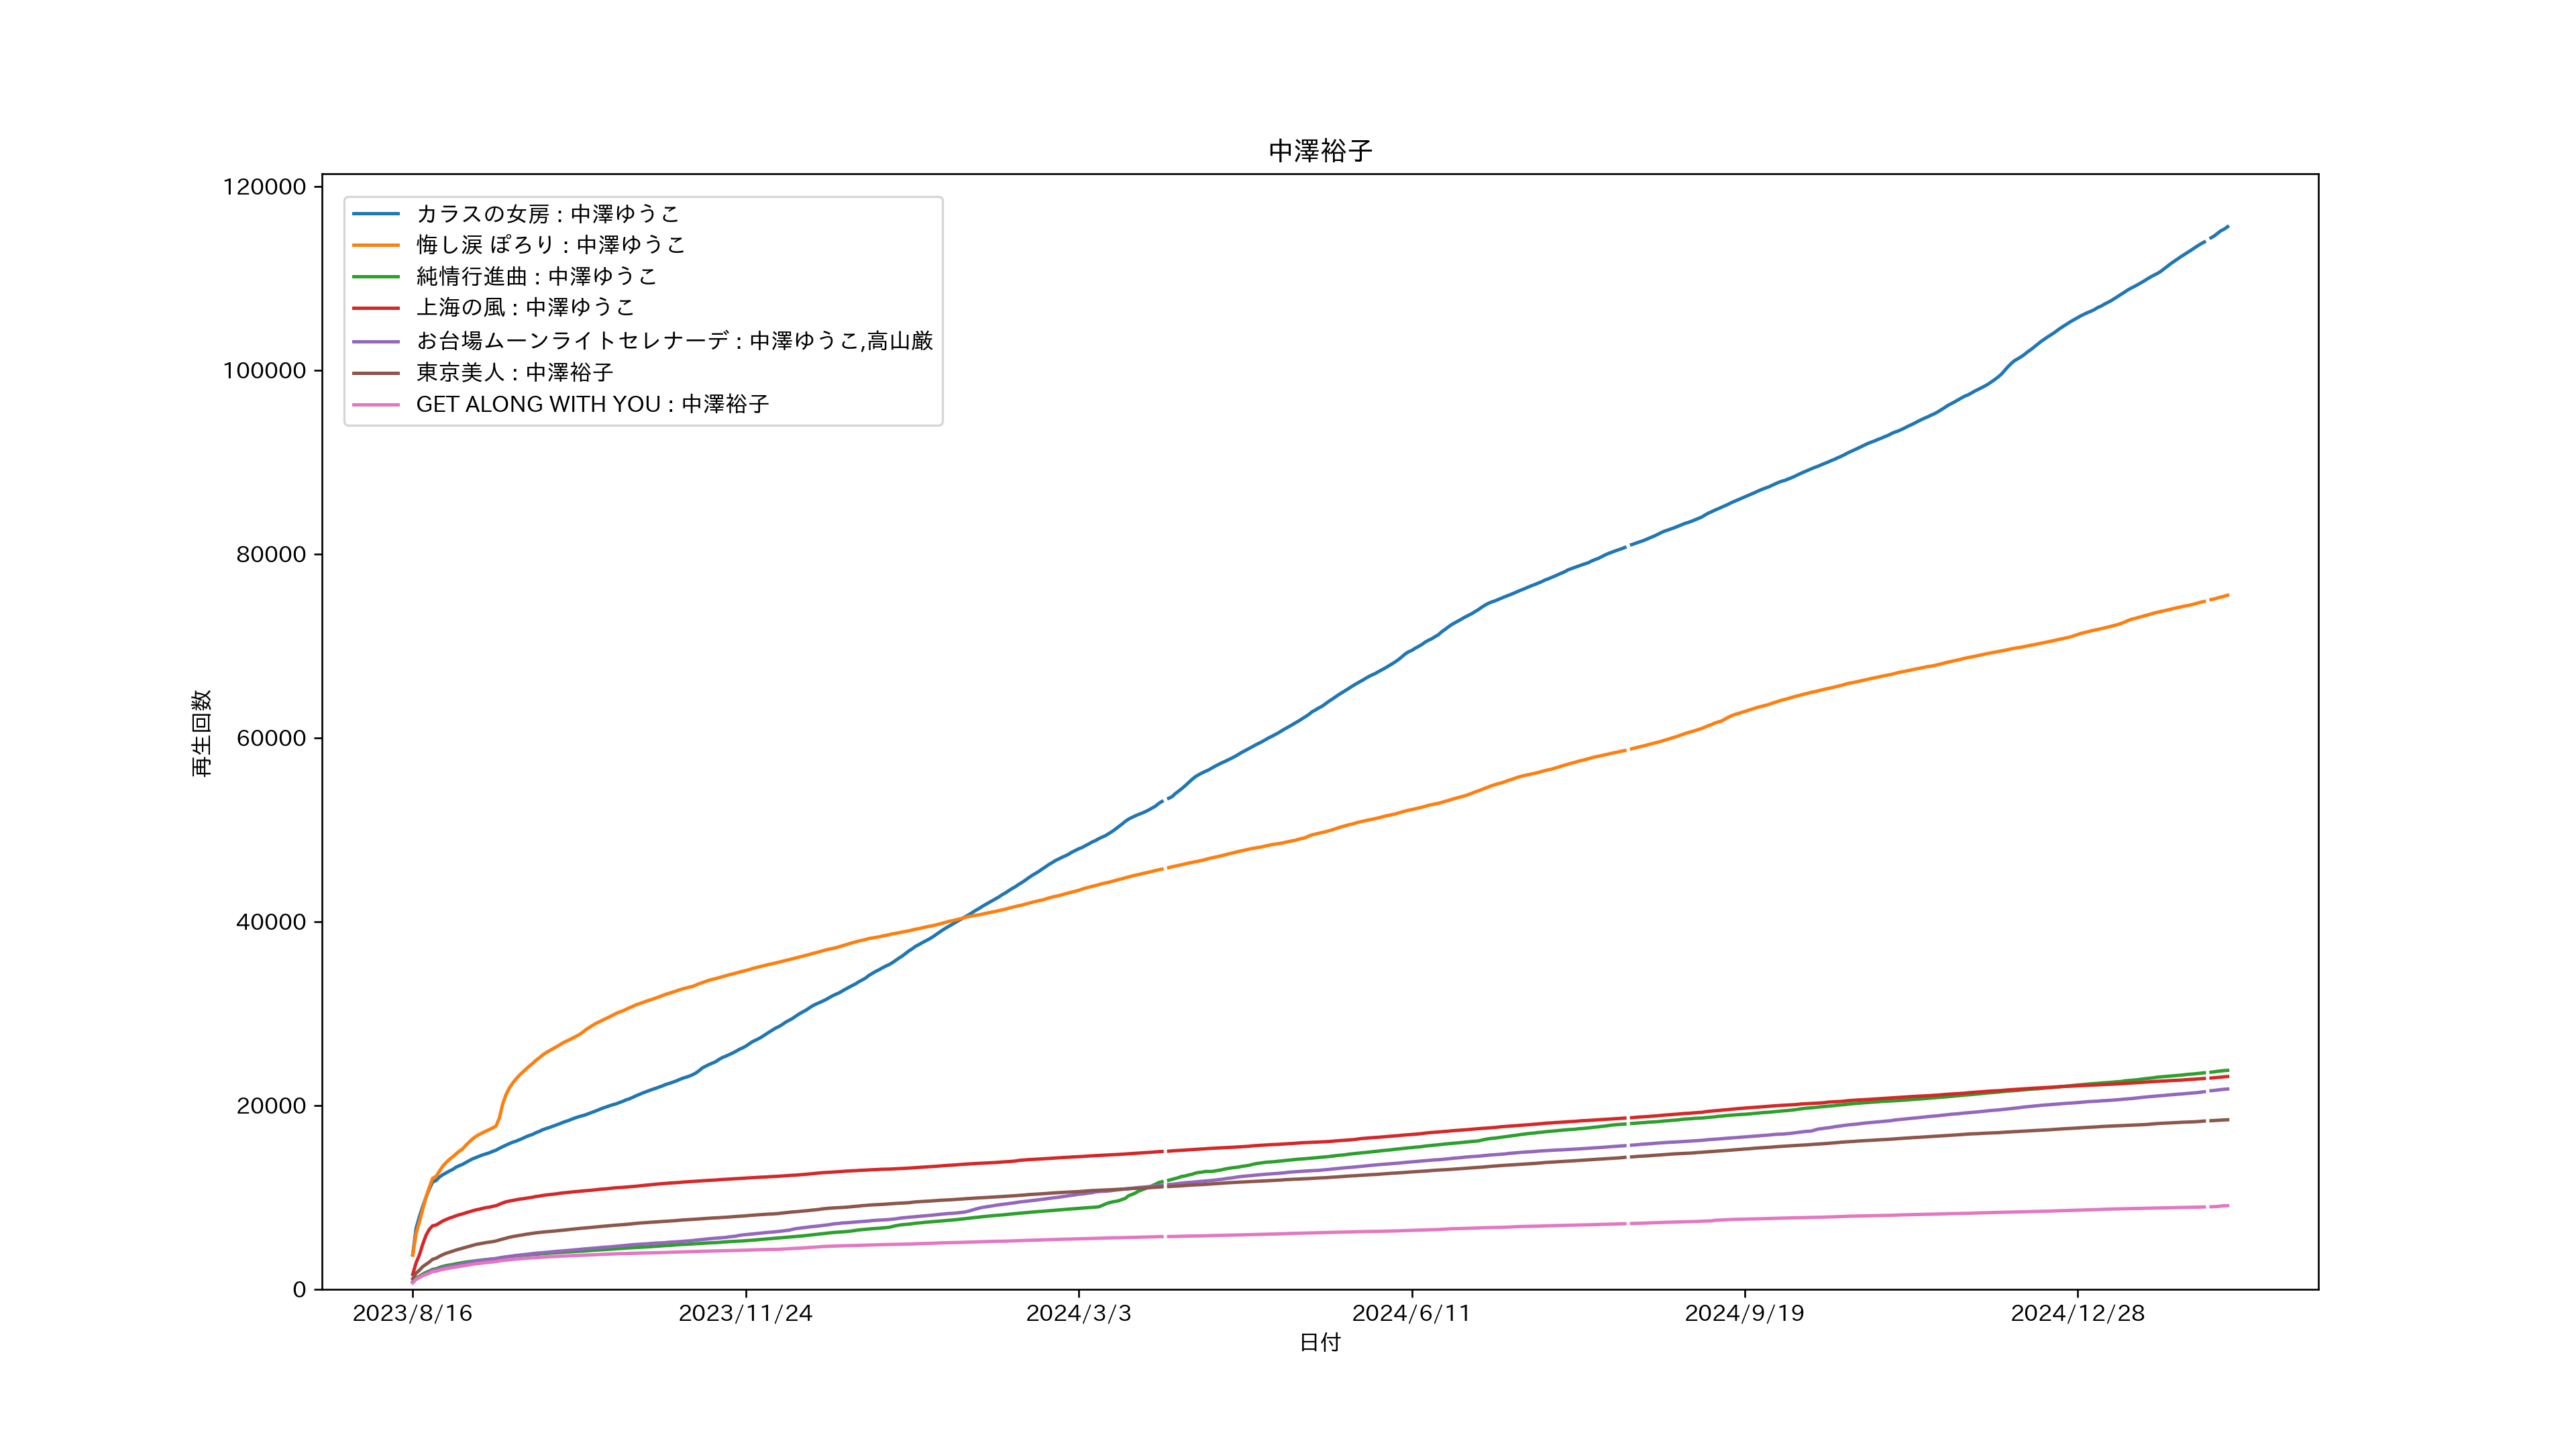 中澤裕子
120000
100000
80000
60000
40000
20000
0
再生回数
カラスの女房 : 中澤ゆうこ
悔し涙 ぽろり : 中澤ゆうこ
純情行進曲 : 中澤ゆうこ
上海の風 : 中澤ゆうこ
お台場ムーンライトセレナーデ : 中澤ゆうこ,高山厳
東京美人 : 中澤裕子
GET ALONG WITH YOU : 中澤裕子
2023/8/16
2023/11/24
2024/3/3
2024/6/11
2024/9/19
2024/12/28
日付